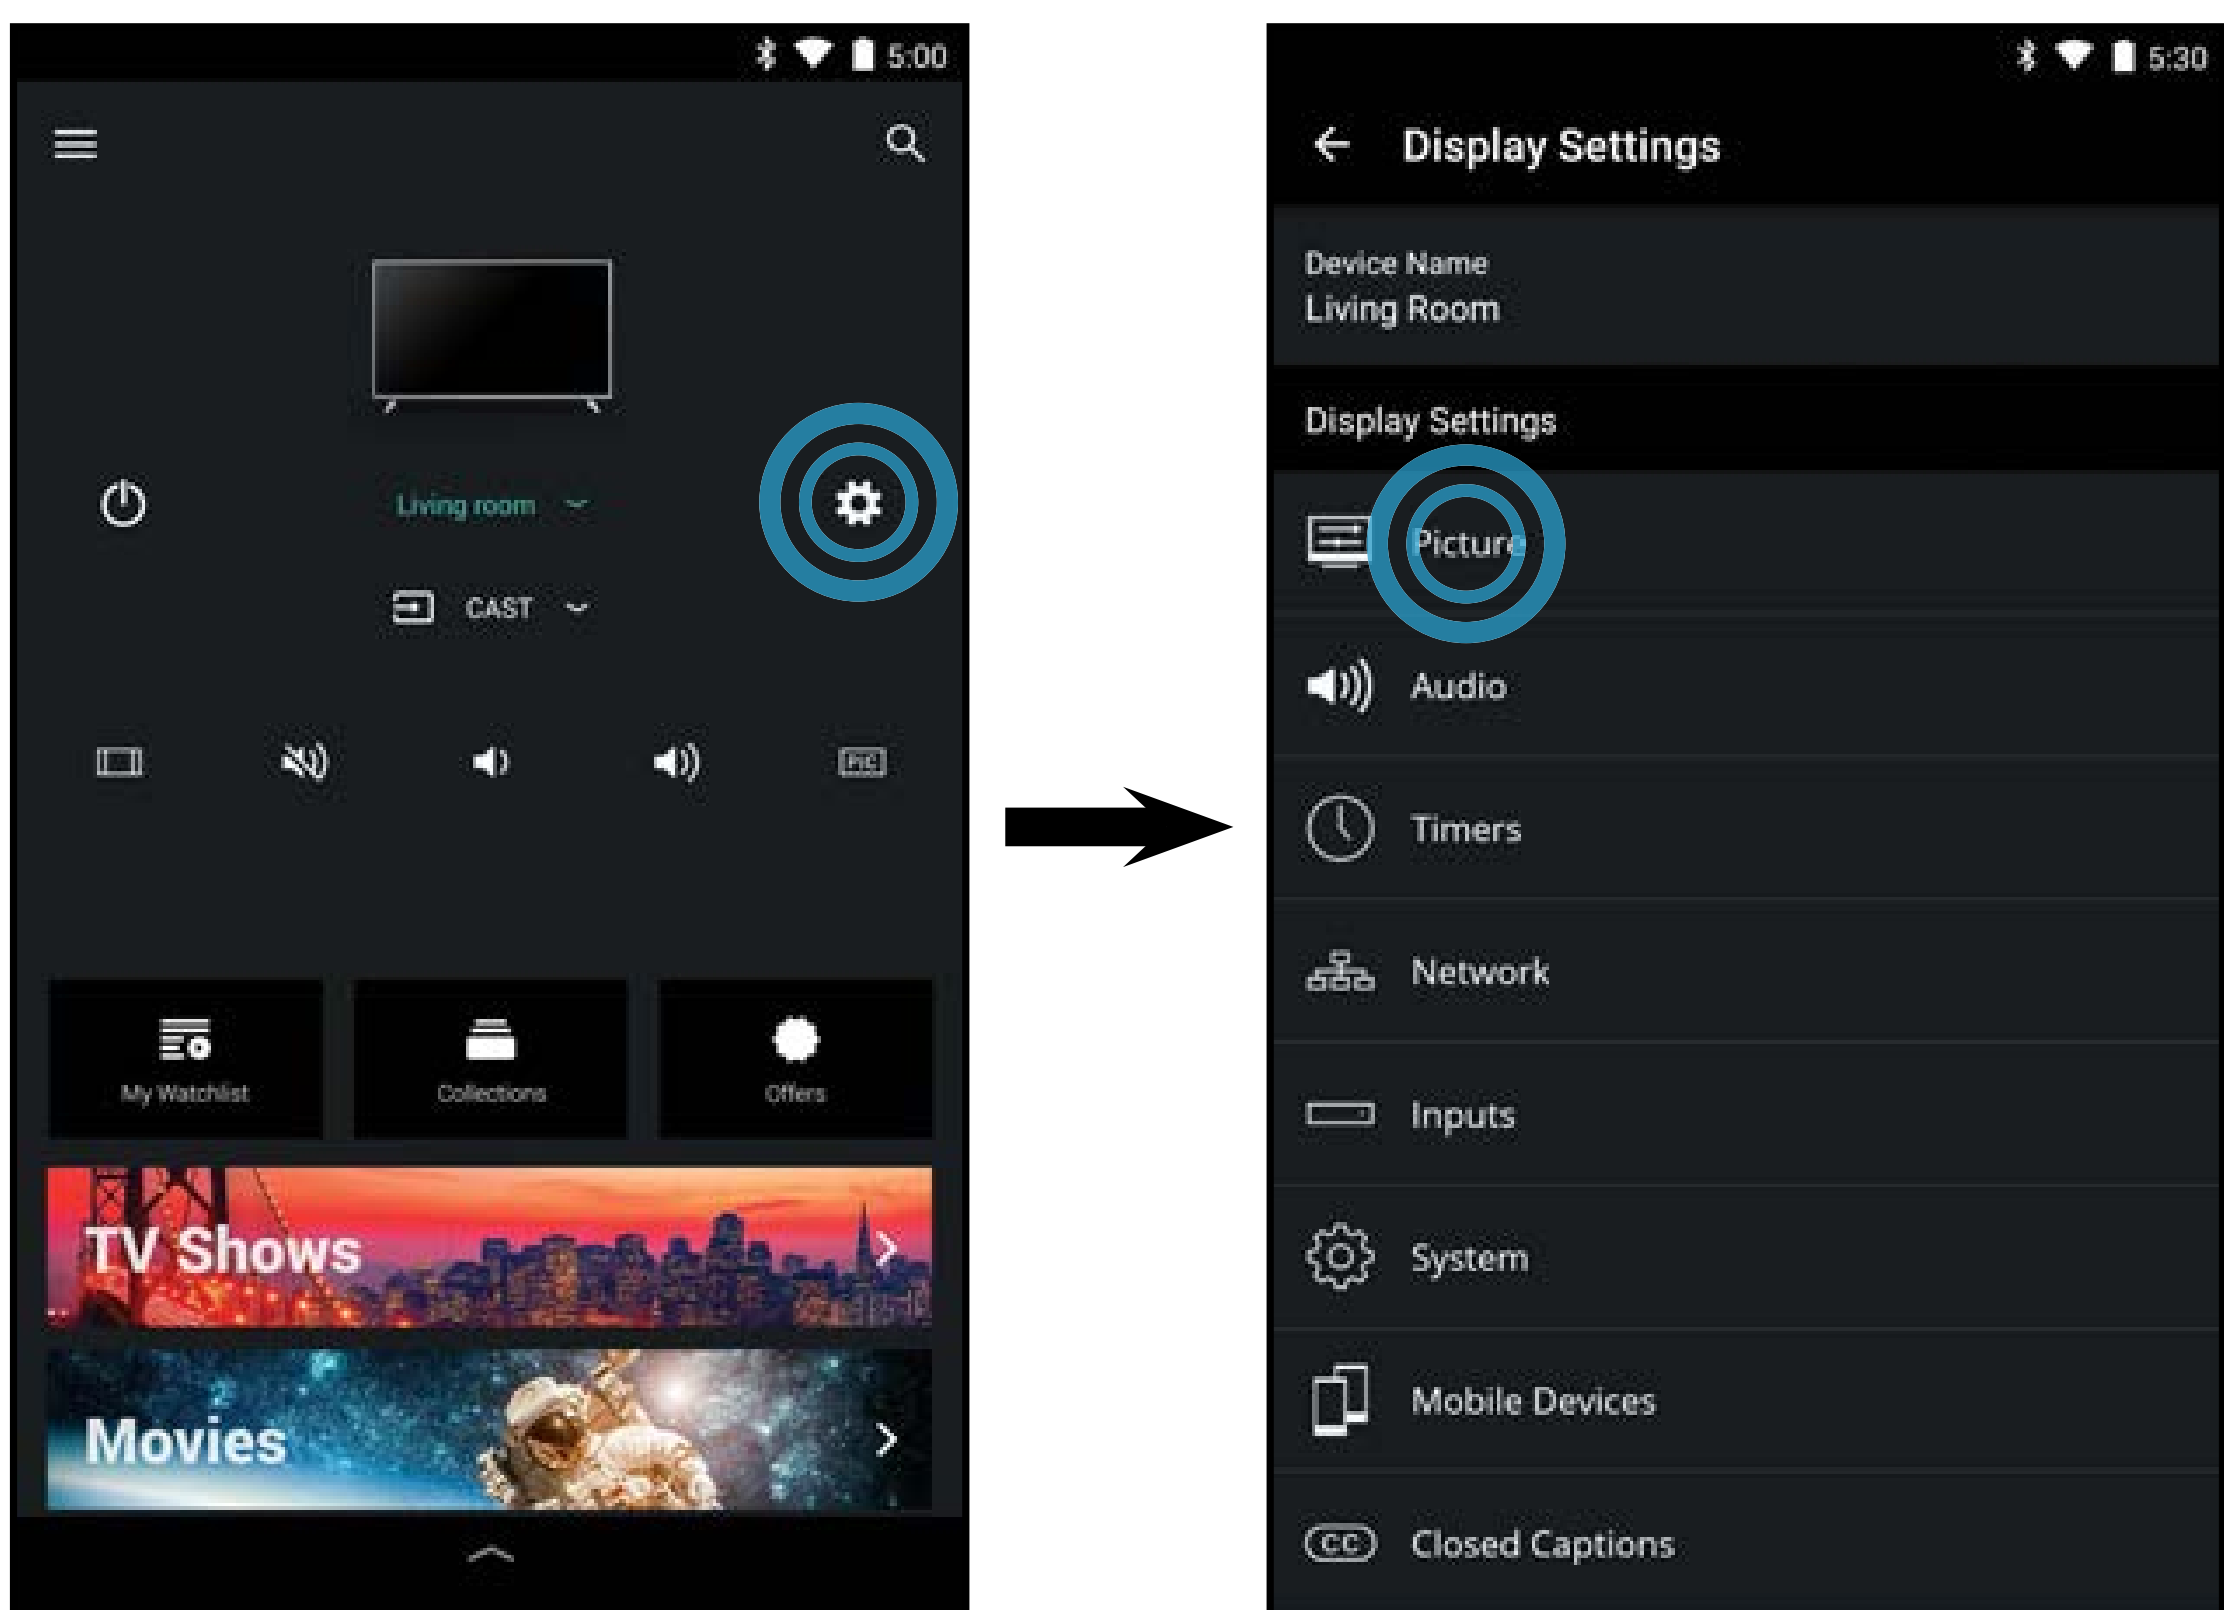 5:00
Living room
CAST
PIC
My Watchlist
Collections
Offers
TV Shows
Movies
5:30
Display Settings
Device Name
Living Room
Display Settings
Picture
Audio
Timers
Network
Inputs
System
Mobile Devices
CC Closed Captions